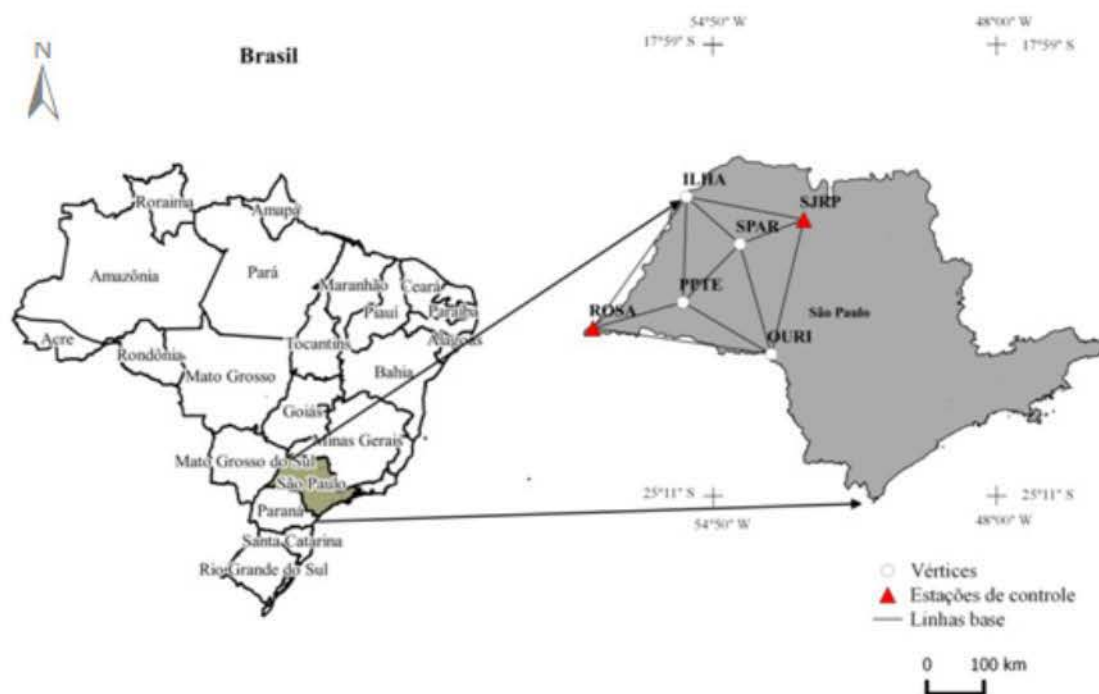 54°50" W
48°00" W
17°59" S
17°59" S
N
Brasil
ILHA
SJRP
SPAR
Roraima
Amapá
Amazônia
Pará
Maranhão
Ceará
Paraíba
Piauí
PPTE
ROSA
São Paulo
Acre
Tocantins
Alagoas
OURI
Rondônia
Mato Grosso
Bahia
Goiás
Minas Gerais
Mato Grosso do Sul
São Paulo
25°11" S
25°11" S
Paraná
54°50" W
48°00" W
Santa Catarina
Rio Grande do Sul
Vértices
Estações de controle
Linhas base
0 100 km